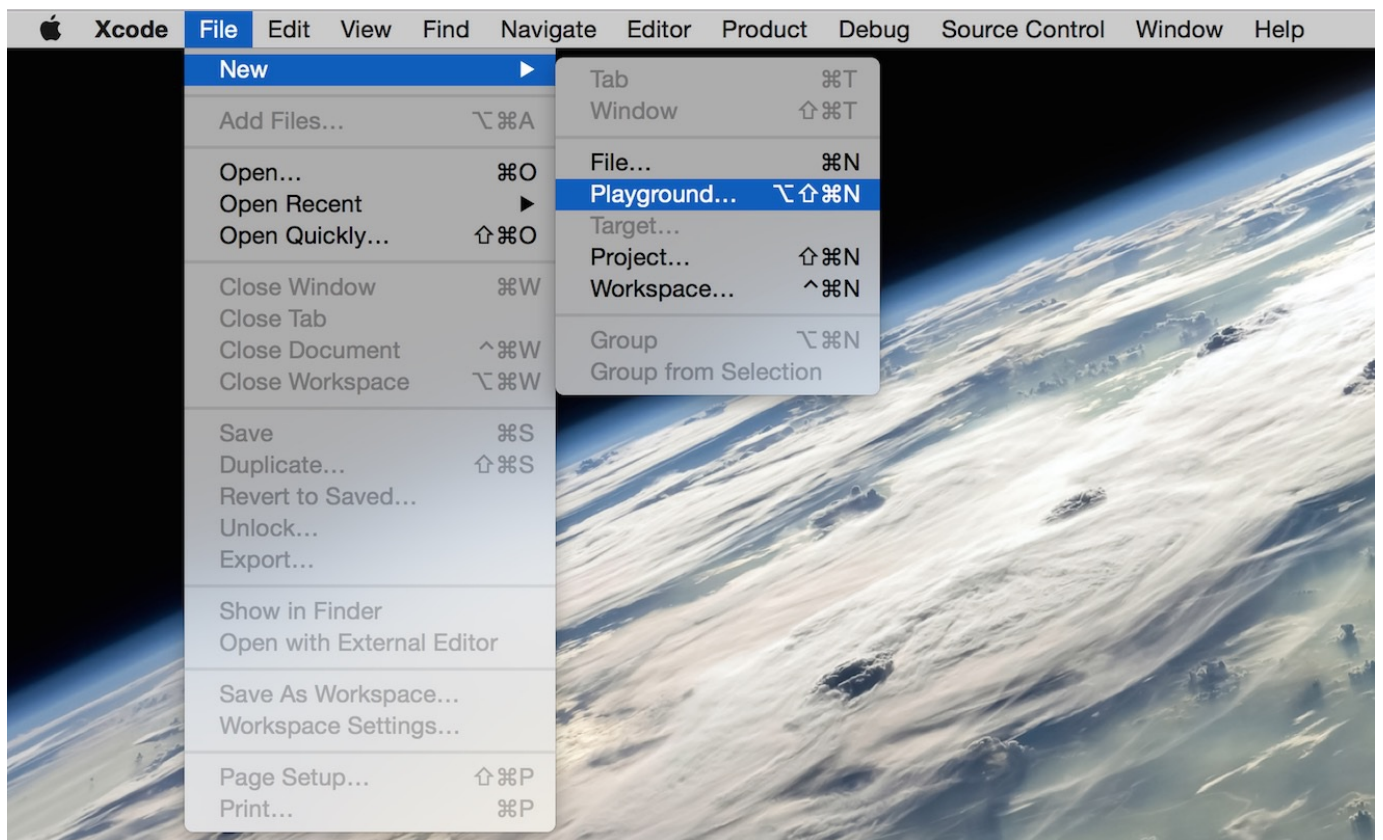 Xcode File Edit View Find Navigate Editor Product Debug Source Control Window Help
New ▶
Add Files... ⌥⌘A
Open... ⌘O
Open Recent ▶
Open Quickly... ⇧⌘O
Close Window ⌘W
Close Tab
Close Document ^⌘W
Close Workspace ⌥⌘W
Save ⌘S
Duplicate... ⇧⌘S
Revert to Saved...
Unlock...
Export...
Show in Finder
Open with External Editor
Save As Workspace...
Workspace Settings...
Page Setup... ⇧⌘P
Print... ⌘P
Tab ⌘T
Window ⇧⌘T
File... ⌘N
Playground... ⌥⇧⌘N
Target...
Project... ⇧⌘N
Workspace... ^⌘N
Group ⌥⌘N
Group from Selection